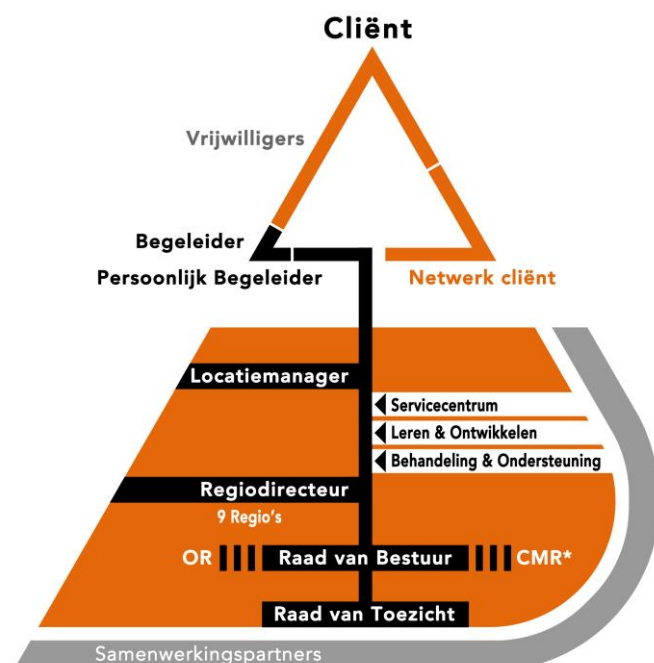 Cliënt
Vrijwilligers
Begeleider
Persoonlijk Begeleider
Netwerk cliënt
Locatiemanager
Servicecentrum
Leren & Ontwikkelen
Behandeling & Ondersteuning
Regiodirecteur
9 Regio's
OR Raad van Bestuur CMR*
Raad van Toezicht
Samenwerkingspartners